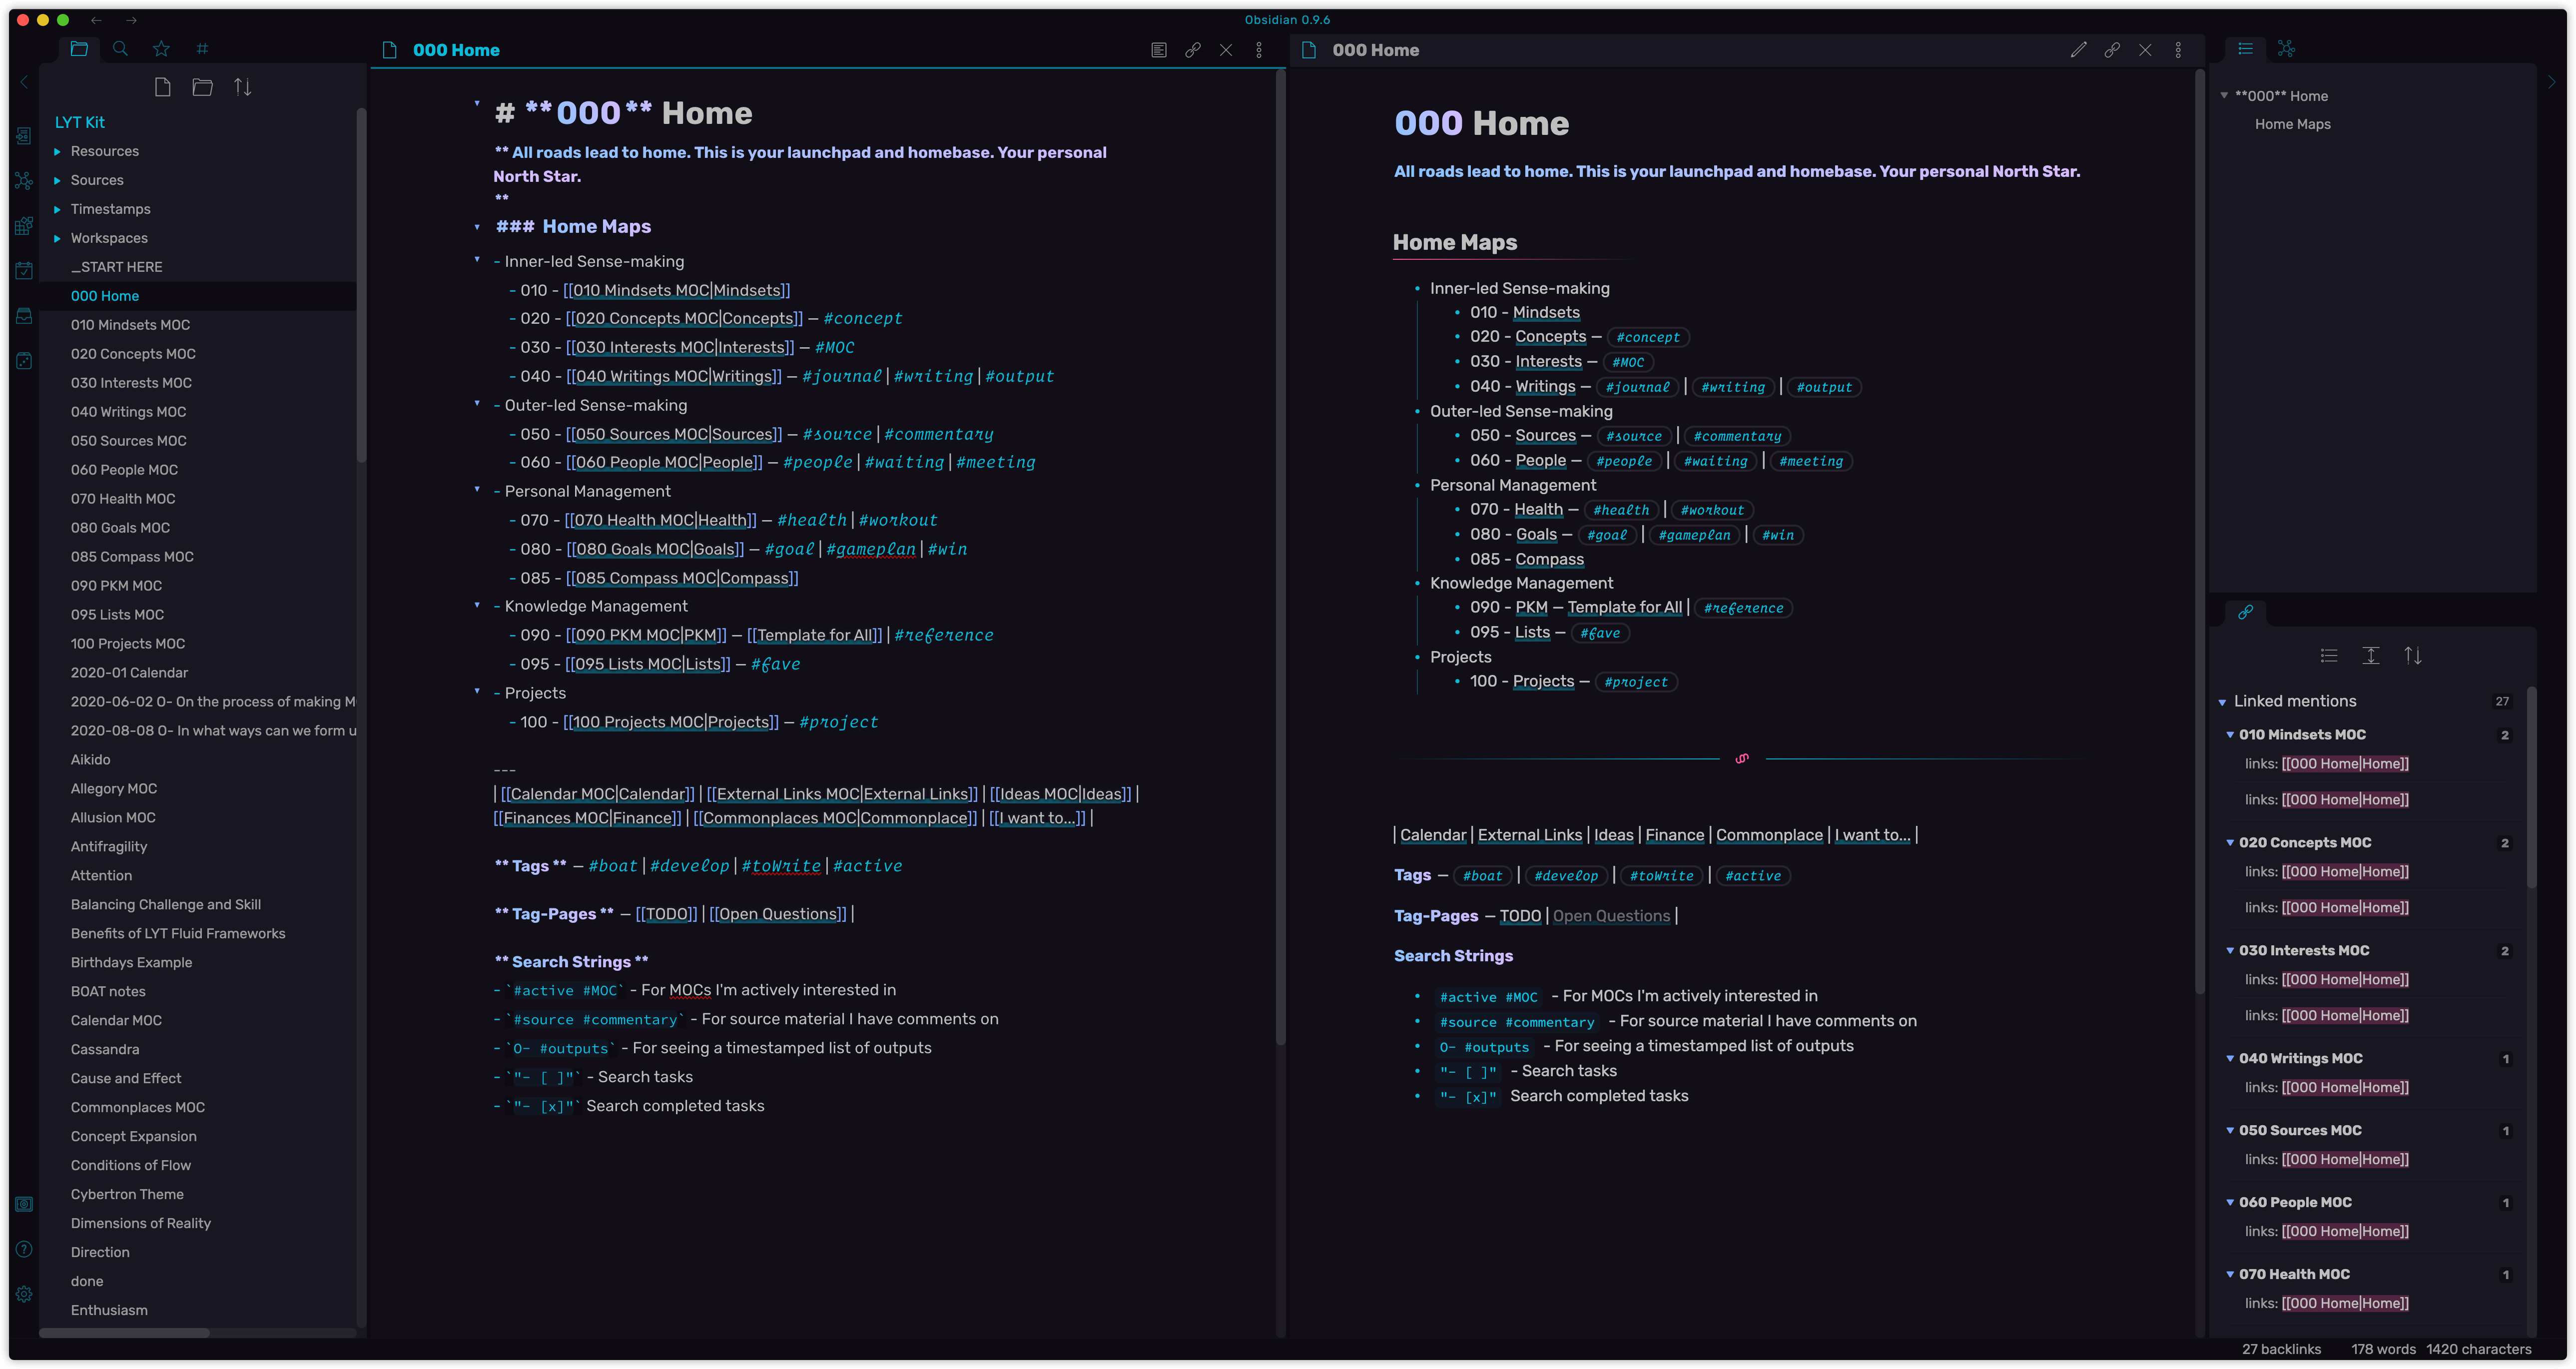 Obsidian 0.9.6
LYT Kit
Resources
Sources
Timestamps
Workspaces
_START HERE
000 Home
010 Mindsets MOC
020 Concepts MOC
030 Interests MOC
040 Writings MOC
050 Sources MOC
060 People MOC
070 Health MOC
080 Goals MOC
085 Compass MOC
090 PKM MOC
095 Lists MOC
100 Projects MOC
2020-01 Calendar
2020-06-02 O- On the process of making M
2020-08-08 O- In what ways can we form u
Aikido
Allegory MOC
Allusion MOC
Antifragility
Attention
Balancing Challenge and Skill
Benefits of LYT Fluid Frameworks
Birthdays Example
BOAT notes
Calendar MOC
Cassandra
Cause and Effect
Commonplaces MOC
Concept Expansion
Conditions of Flow
Cybertron Theme
Dimensions of Reality
Direction
done
Enthusiasm
000 Home
# **000** Home
** All roads lead to home. This is your launchpad and homebase. Your personal
North Star.
**
### Home Maps
- Inner-led Sense-making
- 010 - [[010 Mindsets MOC|Mindsets]]
- 020 - [[020 Concepts MOC|Concepts]] — #concept
- 030 - [[030 Interests MOC|Interests]] — #MOC
- 040 - [[040 Writings MOC|Writings]] — #journal | #writing | #output
- Outer-led Sense-making
- 050 - [[050 Sources MOC|Sources]] — #source | #commentary
- 060 - [[060 People MOC|People]] — #people | #waiting | #meeting
- Personal Management
- 070 - [[070 Health MOC|Health]] — #health | #workout
- 080 - [[080 Goals MOC|Goals]] — #goal | #gameplan | #win
- 085 - [[085 Compass MOC|Compass]]
- Knowledge Management
- 090 - [[090 PKM MOC|PKM]] — [[Template for All]] | #reference
- 095 - [[095 Lists MOC|Lists]] — #fave
- Projects
- 100 - [[100 Projects MOC|Projects]] — #project
---
| [[Calendar MOC|Calendar]] | [[External Links MOC|External Links]] | [[Ideas MOC|Ideas]] |
[[Finances MOC|Finance]] | [[Commonplaces MOC|Commonplace]] | [[I want to...]] |
** Tags ** — #boat | #develop | #toWrite | #active
** Tag-Pages ** — [[TODO]] | [[Open Questions]] |
** Search Strings **
- `#active #MOC` - For MOCs I'm actively interested in
- `#source #commentary` - For source material I have comments on
- `O- #outputs` - For seeing a timestamped list of outputs
- `"- [ ]"` - Search tasks
- `"- [x]"` Search completed tasks
000 Home
000 Home
All roads lead to home. This is your launchpad and homebase. Your personal North Star.
Home Maps
• Inner-led Sense-making
• 010 - Mindsets
• 020 - Concepts — #concept
• 030 - Interests — #MOC
• 040 - Writings — #journal | #writing | #output
• Outer-led Sense-making
• 050 - Sources — #source | #commentary
• 060 - People — #people | #waiting | #meeting
• Personal Management
• 070 - Health — #health | #workout
• 080 - Goals — #goal | #gameplan | #win
• 085 - Compass
• Knowledge Management
• 090 - PKM — Template for All | #reference
• 095 - Lists — #fave
• Projects
• 100 - Projects — #project
| Calendar | External Links | Ideas | Finance | Commonplace | I want to... |
Tags — #boat | #develop | #toWrite | #active
Tag-Pages — TODO | Open Questions |
Search Strings
• #active #MOC - For MOCs I'm actively interested in
• #source #commentary - For source material I have comments on
• O- #outputs - For seeing a timestamped list of outputs
• "- [ ]" - Search tasks
• "- [x]" Search completed tasks
**000** Home
Home Maps
Linked mentions 27
010 Mindsets MOC 2
links: [[000 Home|Home]]
links: [[000 Home|Home]]
020 Concepts MOC 2
links: [[000 Home|Home]]
links: [[000 Home|Home]]
030 Interests MOC 2
links: [[000 Home|Home]]
links: [[000 Home|Home]]
040 Writings MOC 1
links: [[000 Home|Home]]
050 Sources MOC 1
links: [[000 Home|Home]]
060 People MOC 1
links: [[000 Home|Home]]
070 Health MOC 1
links: [[000 Home|Home]]
27 backlinks 178 words 1420 characters